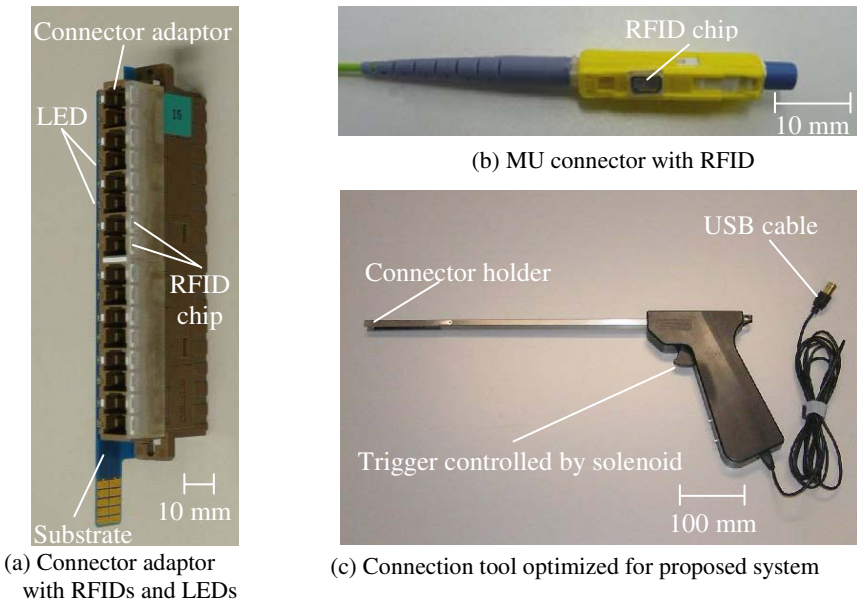 Connector adaptor
LED
RFID
chip
10 mm
Substrate
(a) Connector adaptor
with RFIDs and LEDs
RFID chip
10 mm
(b) MU connector with RFID
USB cable
Connector holder
Trigger controlled by solenoid
100 mm
(c) Connection tool optimized for proposed system